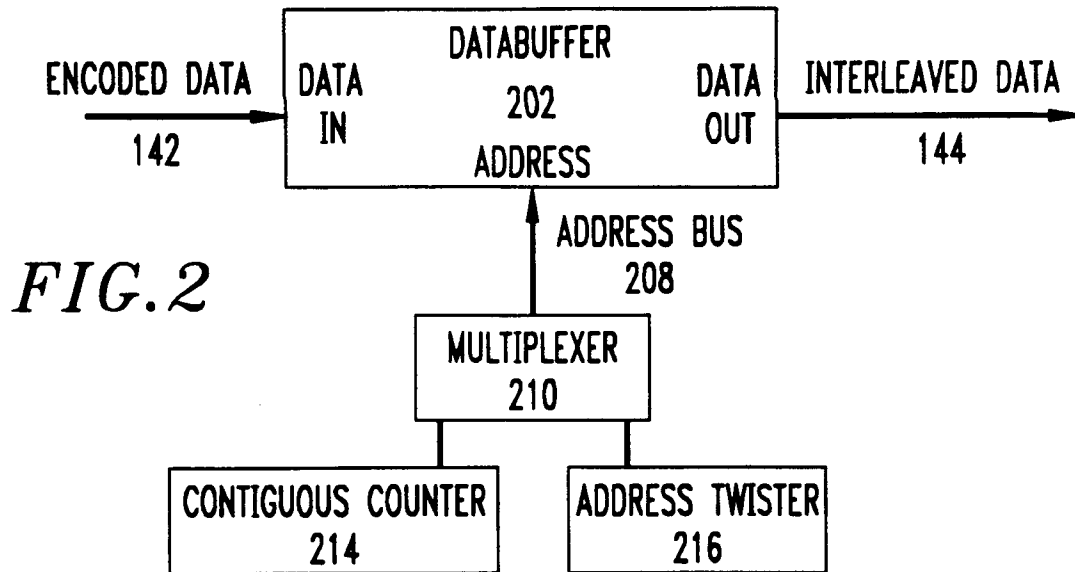 DATABUFFER
202
ADDRESS
DATA
IN
DATA
OUT
ENCODED DATA
142
INTERLEAVED DATA
144
ADDRESS BUS
208
FIG.2
MULTIPLEXER
210
CONTIGUOUS COUNTER
214
ADDRESS TWISTER
216